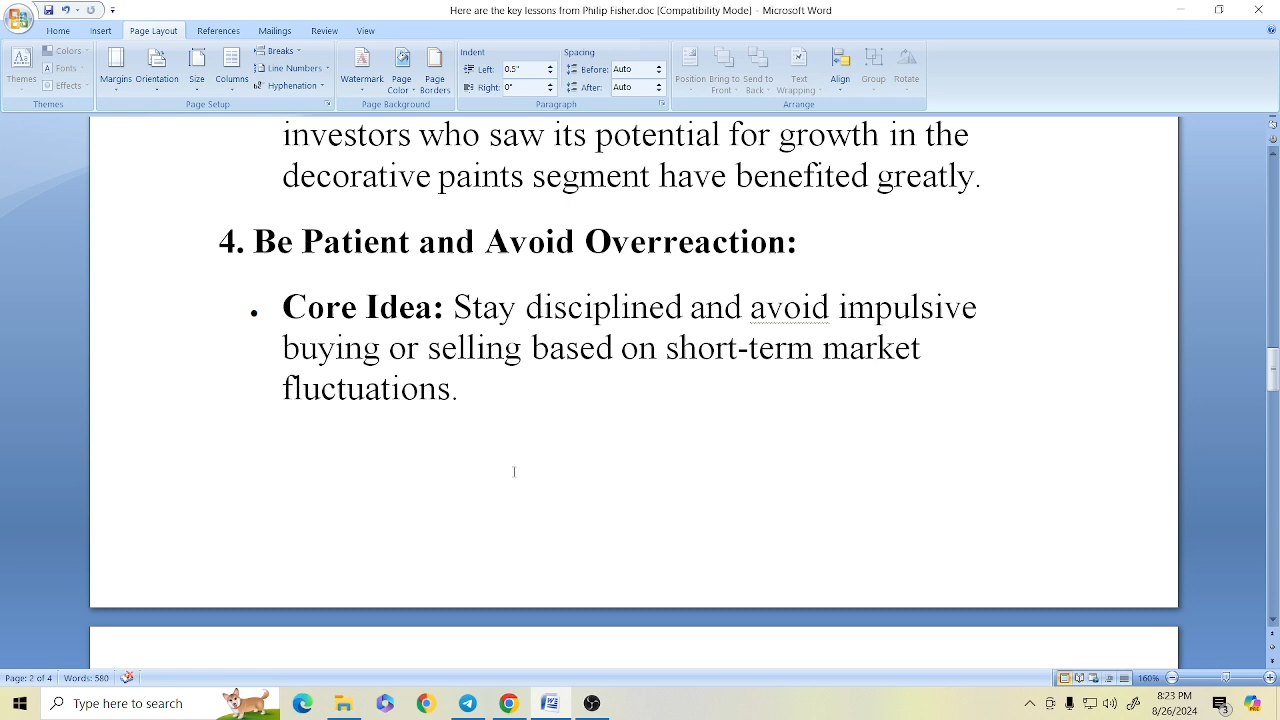 Here are the key lessons from Philip Fisher.doc [Compatibility Mode] - Microsoft Word
Home Insert Page Layout References Mailings Review View
Themes Colors Fonts Effects Themes
Margins Orientation Size Columns Breaks Line Numbers Hyphenation Page Setup
Watermark Page Color Page Borders Page Background
Indent Left: 0.5" Right: 0" Spacing Before: Auto After: Auto Paragraph
Position Bring to Front Send to Back Text Wrapping Align Group Rotate Arrange
investors who saw its potential for growth in the
decorative paints segment have benefited greatly.
4. Be Patient and Avoid Overreaction:
• Core Idea: Stay disciplined and avoid impulsive
buying or selling based on short-term market
fluctuations.
Page: 2 of 4 Words: 580 160%
Type here to search
8:23 PM
8/26/2024
3